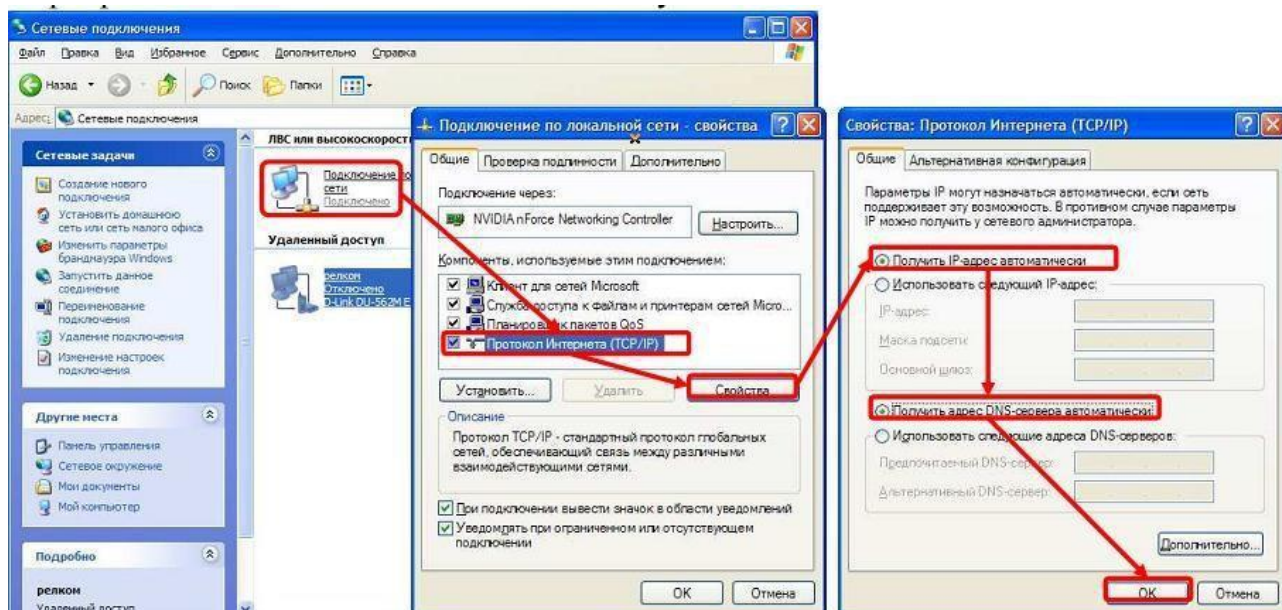 Сетевые подключения
Файл Правка Вид Избранное Сервис Дополнительно Справка
Назад Поиск Папки
Адрес: Сетевые подключения
Сетевые задачи
Создание нового
подключения
Установить домашнюю
сеть или сеть малого офиса
Изменить параметры
брандмауэра Windows
Запустить данное
соединение
Переименование
подключения
Удаление подключения
Изменение настроек
подключения
Другие места
Панель управления
Сетевое окружение
Мои документы
Мой компьютер
Подробно
релком
Удаленный доступ
ЛВС или высокоскорост
Подключение по
сети
Подключено
Удаленный доступ
релком
Отключено
D-Link DU-562M E
Подключение по локальной сети - свойства
Общие Проверка подлинности Дополнительно
Подключение через:
NVIDIA nForce Networking Controller
Настроить...
Компоненты, используемые этим подключением:
Клиент для сетей Microsoft
Служба доступа к файлам и принтерам сетей Micro...
Планировщик пакетов QoS
Протокол Интернета (TCP/IP)
Установить... Удалить Свойства
Описание
Протокол TCP/IP - стандартный протокол глобальных
сетей, обеспечивающий связь между различными
взаимодействующими сетями.
При подключении вывести значок в области уведомлений
Уведомлять при ограниченном или отсутствующем
подключении
ОК Отмена
Свойства: Протокол Интернета (TCP/IP)
Общие Альтернативная конфигурация
Параметры IP могут назначаться автоматически, если сеть
поддерживает эту возможность. В противном случае параметры
IP можно получить у сетевого администратора.
Получить IP-адрес автоматически
Использовать следующий IP-адрес:
IP-адрес:
Маска подсети:
Основной шлюз:
Получить адрес DNS-сервера автоматически
Использовать следующие адреса DNS-серверов:
Предпочитаемый DNS-сервер:
Альтернативный DNS-сервер:
Дополнительно...
ОК Отмена